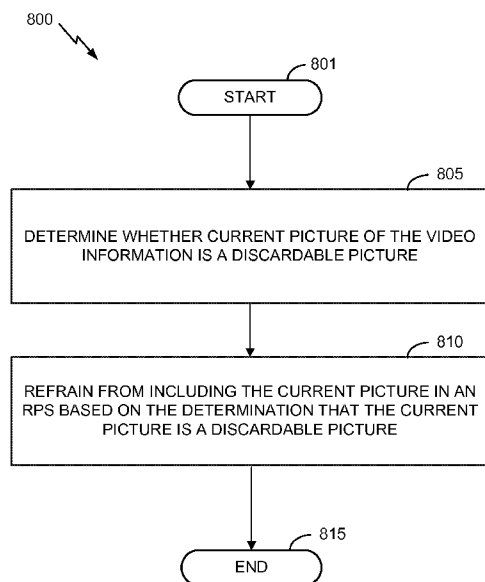 800
801
START
805
DETERMINE WHETHER CURRENT PICTURE OF THE VIDEO
INFORMATION IS A DISCARDABLE PICTURE
810
REFRAIN FROM INCLUDING THE CURRENT PICTURE IN AN
RPS BASED ON THE DETERMINATION THAT THE CURRENT
PICTURE IS A DISCARDABLE PICTURE
815
END